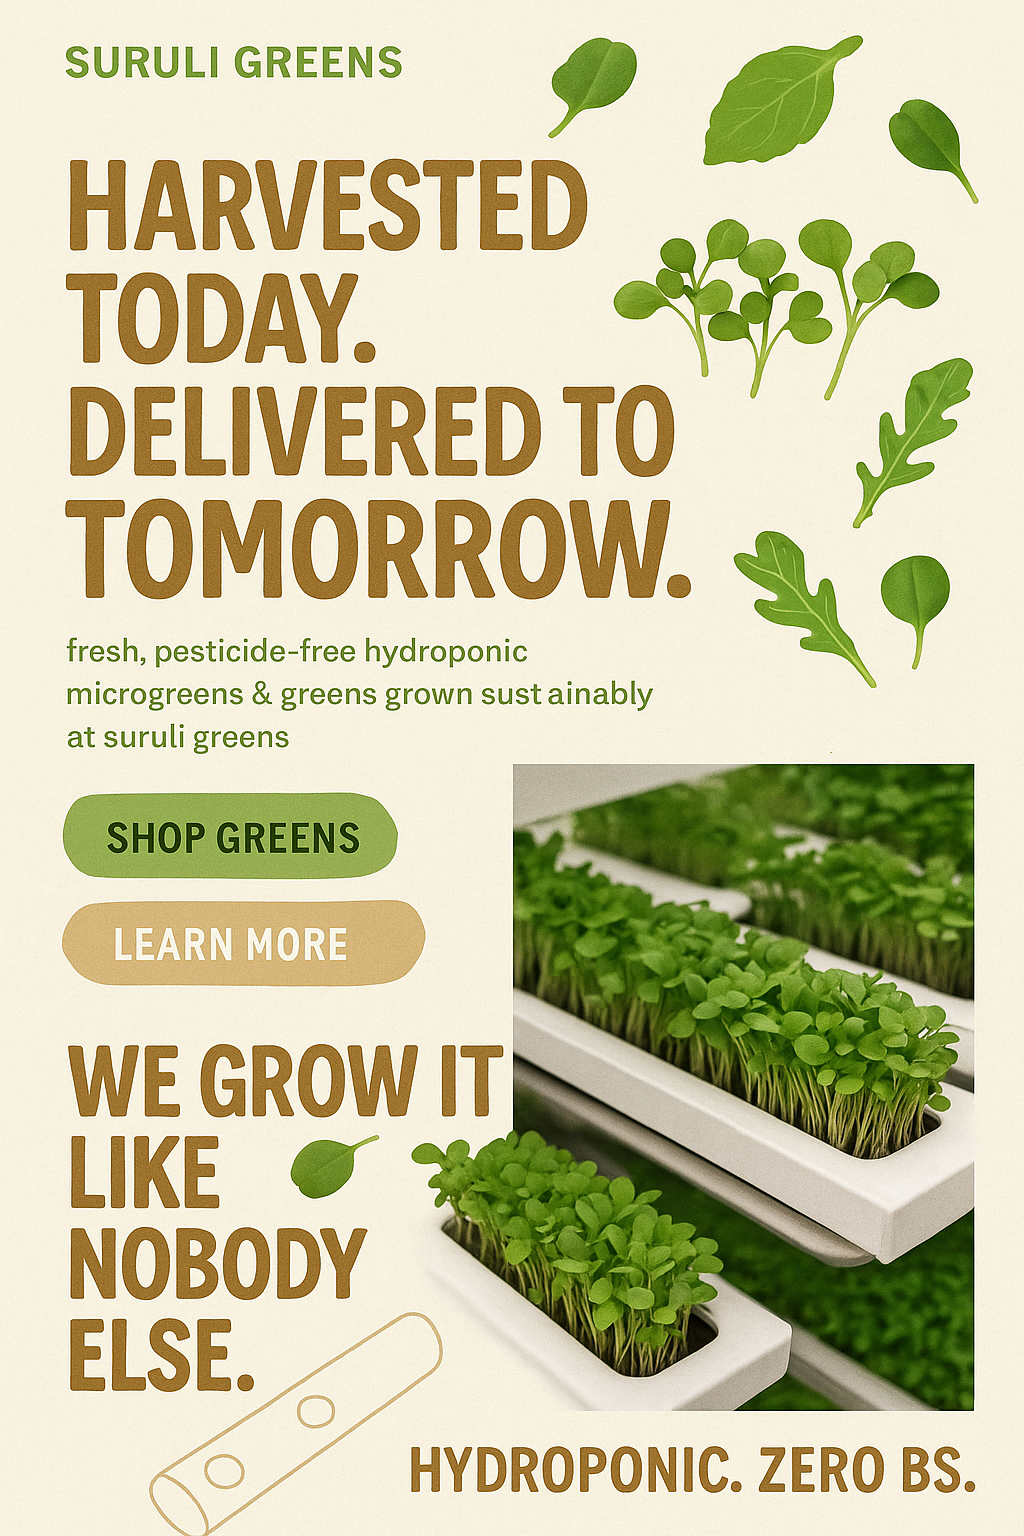 SURULI GREENS
HARVESTED
TODAY.
DELIVERED TO
TOMORROW.
fresh, pesticide-free hydroponic
microgreens & greens grown sust ainably
at suruli greens
SHOP GREENS
LEARN MORE
WE GROW IT
LIKE
NOBODY
ELSE.
HYDROPONIC. ZERO BS.